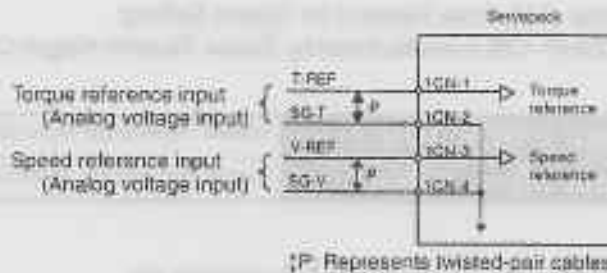 Servopack
T-REF
1CN-1
Torque reference input
(Analog voltage input)
P
Torque
reference
SG-T
1CN-2
V-REF
1CN-3
Speed reference input
(Analog voltage input)
P
Speed
reference
SG-V
1CN-4
P: Represents twisted-pair cables